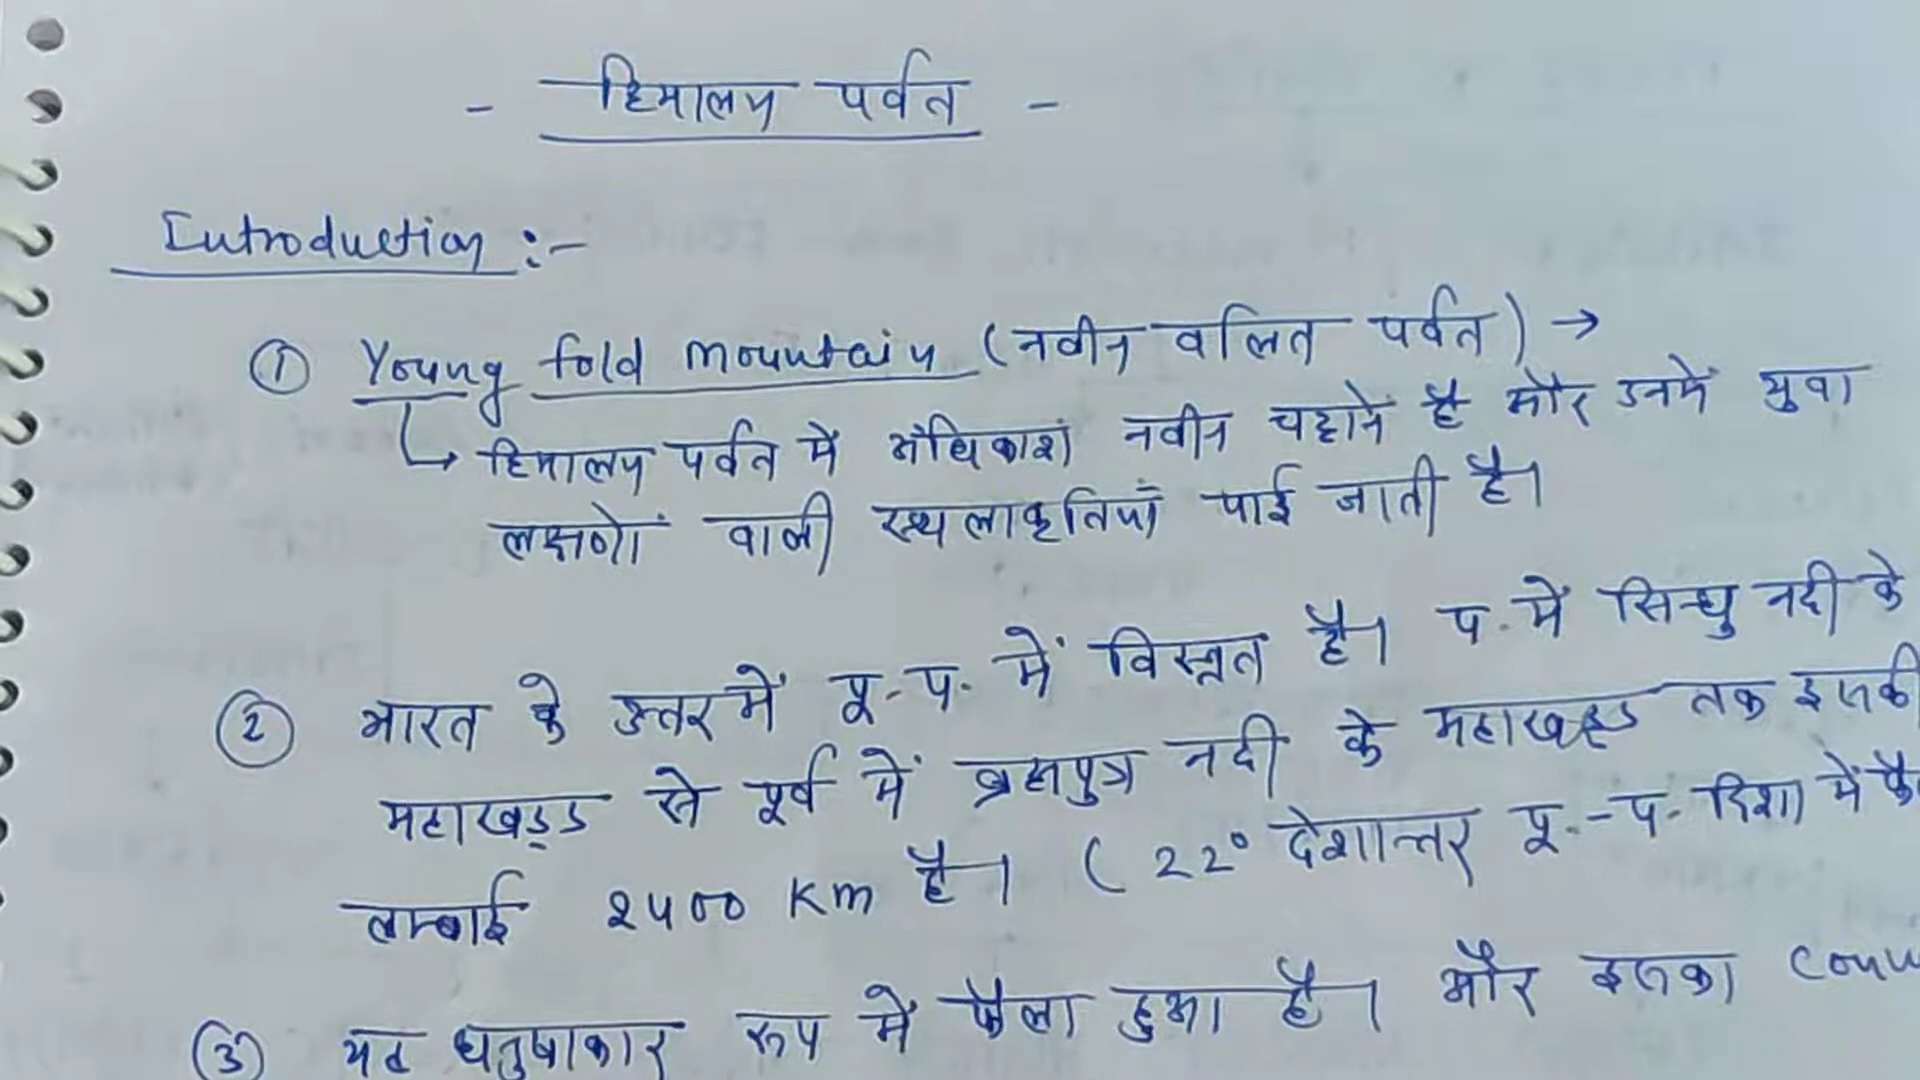 - हिमालय पर्वत -
Introduction :-
① Young fold mountain (नवीन वलित पर्वत) →
↳ हिमालय पर्वत में अधिकाशं नवीन चट्टाने है और उनमे युवा
लक्षणों वाली स्थलाकृतियाँ पाई जाती है।
② भारत के उत्तर में पू.-प. में विस्तृत है। प. में सिन्धु नदी के
महाखड्ड से पूर्व में ब्रह्मपुत्र नदी के महाखड्ड तक इसकी
लम्बाई 2400 Km है। ( 22° देशान्तर पू.-प. दिशा में
③ यह धनुषाकार रूप में फैला हुआ है। और इसका